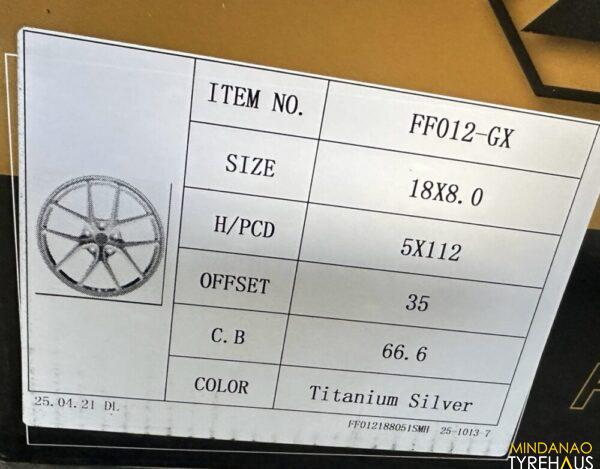 ITEM NO. FF012-GX
SIZE 18X8.0
H/PCD 5X112
OFFSET 35
C.B 66.6
COLOR Titanium Silver
25.04.21 DL
FF012188051SMH 25-1013-7
MINDANAO
TYREHAUS